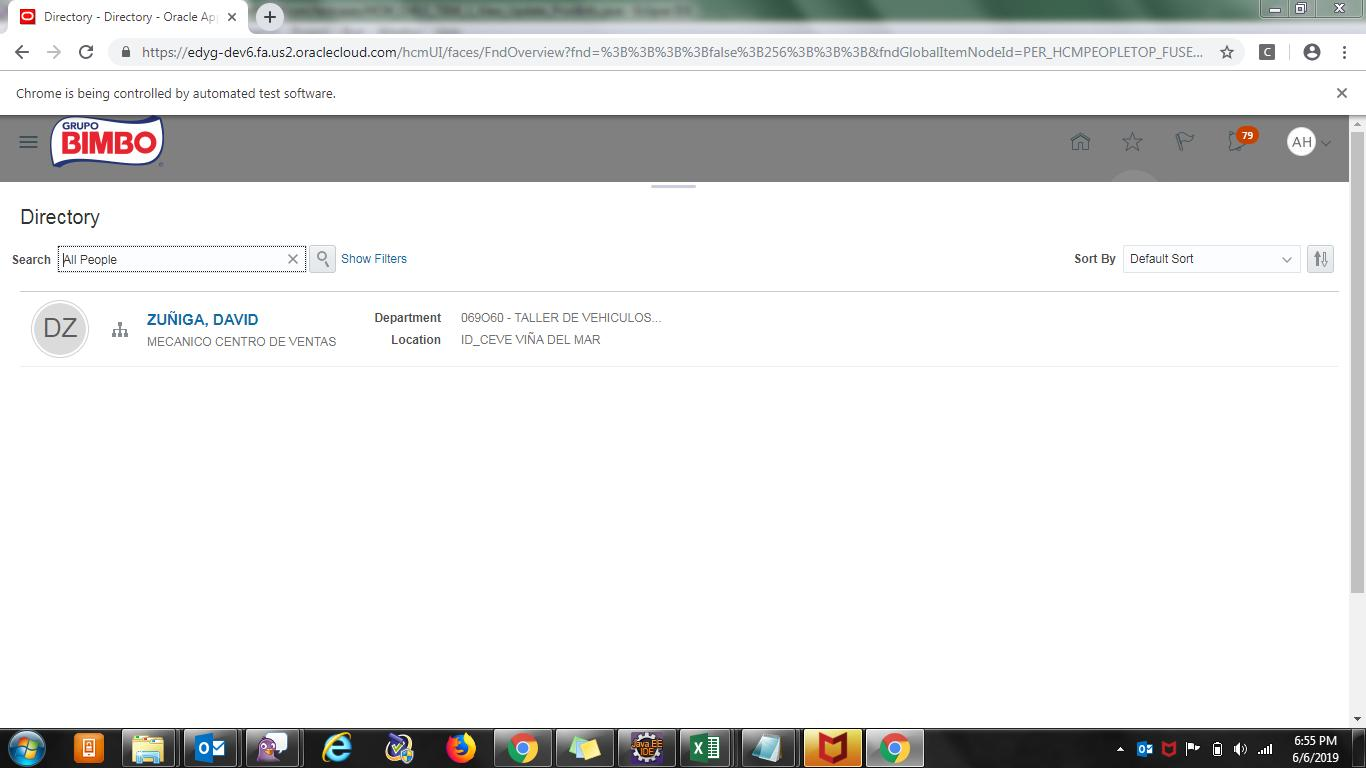 Directory - Directory - Oracle Ap
https://edyg-dev6.fa.us2.oraclecloud.com/hcmUI/faces/FndOverview?fnd=%3B%3B%3B%3Bfalse%3B256%3B%3B%3B&fndGlobalItemNodeId=PER_HCMPEOPLETOP_FUSE...
C
Chrome is being controlled by automated test software.
GRUPO
BIMBO
79
AH
Directory
Search All People Show Filters Sort By Default Sort
DZ
ZUÑIGA, DAVID Department 069O60 - TALLER DE VEHICULOS...
MECANICO CENTRO DE VENTAS Location ID_CEVE VIÑA DEL MAR
Java EE
IDE
6:55 PM
6/6/2019